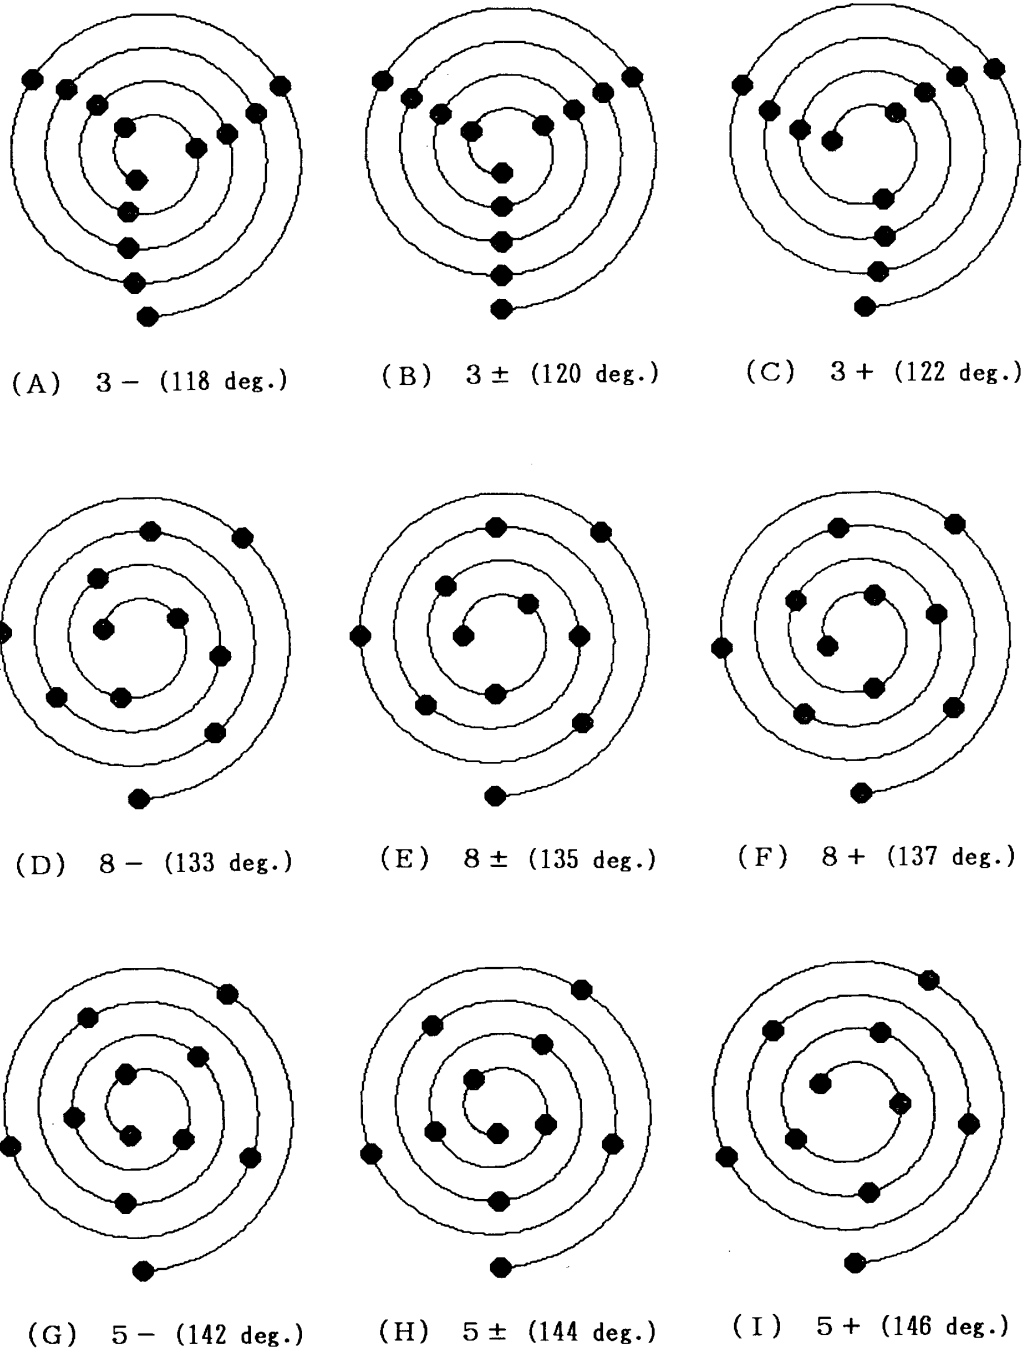 (A) 3− (118 deg.)
(B) 3± (120 deg.)
(C) 3+ (122 deg.)
(D) 8− (133 deg.)
(E) 8± (135 deg.)
(F) 8+ (137 deg.)
(G) 5− (142 deg.)
(H) 5± (144 deg.)
(I) 5+ (146 deg.)